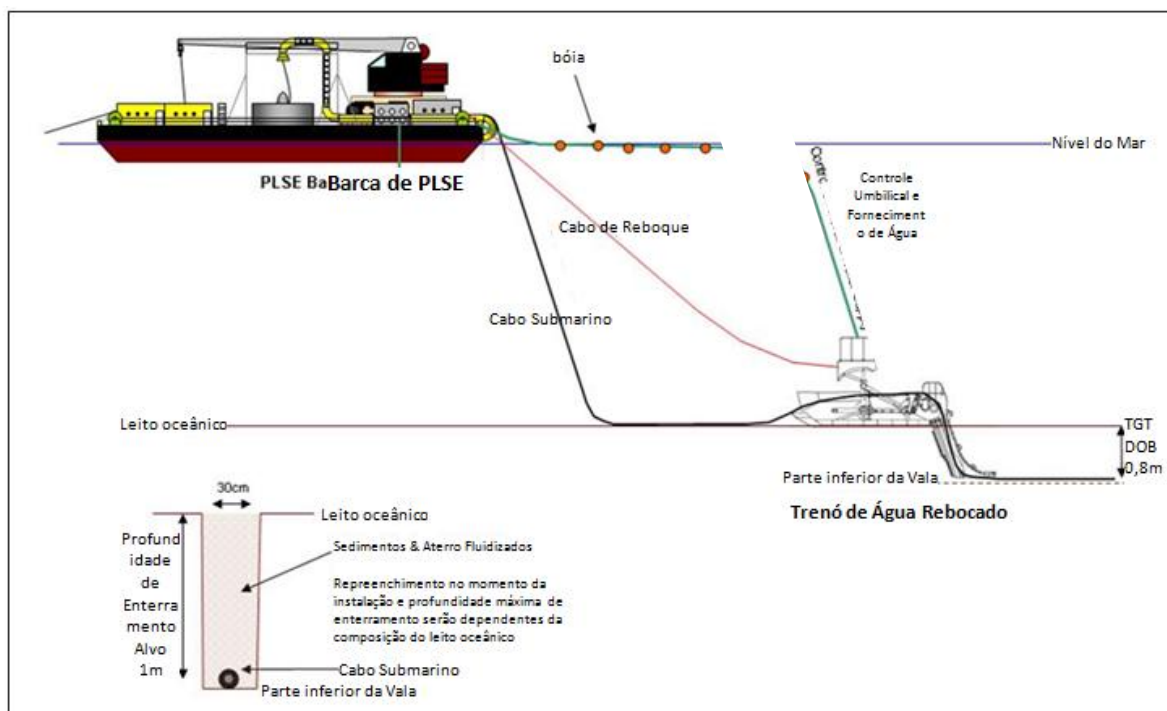 bóia
Nível do Mar
PLSE Ba
Barca de PLSE
Controle
Umbilical e
Forneciment
o de Água
Cabo de Reboque
Cabo Submarino
Leito oceânico
TGT
DOB
0,8m
Parte inferior da Vala
Trenó de Água Rebocado
30cm
Leito oceânico
Profund
idade
de
Enterra
mento
Alvo
1m
Sedimentos & Aterro Fluidizados
Repreenchimento no momento da
instalação e profundidade máxima de
enterramento serão dependentes da
composição do leito oceânico
Cabo Submarino
Parte inferior da Vala